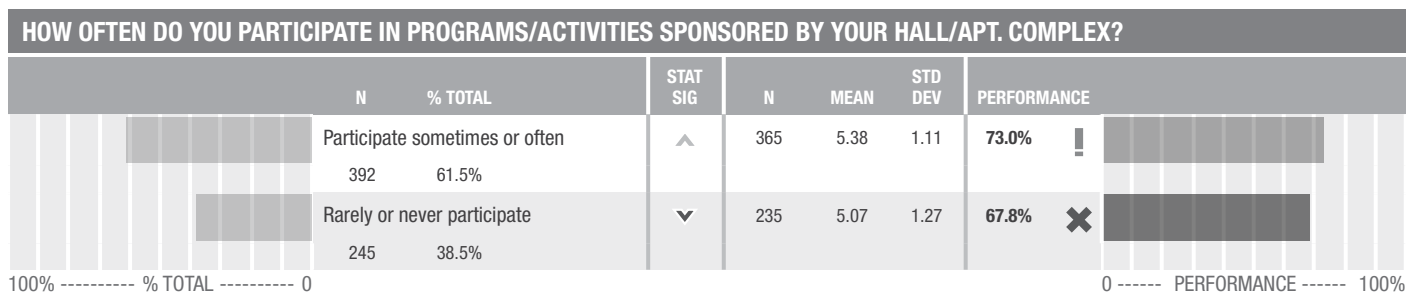 HOW OFTEN DO YOU PARTICIPATE IN PROGRAMS/ACTIVITIES SPONSORED BY YOUR HALL/APT. COMPLEX?
N % TOTAL STAT SIG N MEAN STD DEV PERFORMANCE
Participate sometimes or often 365 5.38 1.11 73.0% !
392 61.5%
Rarely or never participate 235 5.07 1.27 67.8%
245 38.5%
100% ---------- % TOTAL ---------- 0 0 ------ PERFORMANCE ------ 100%